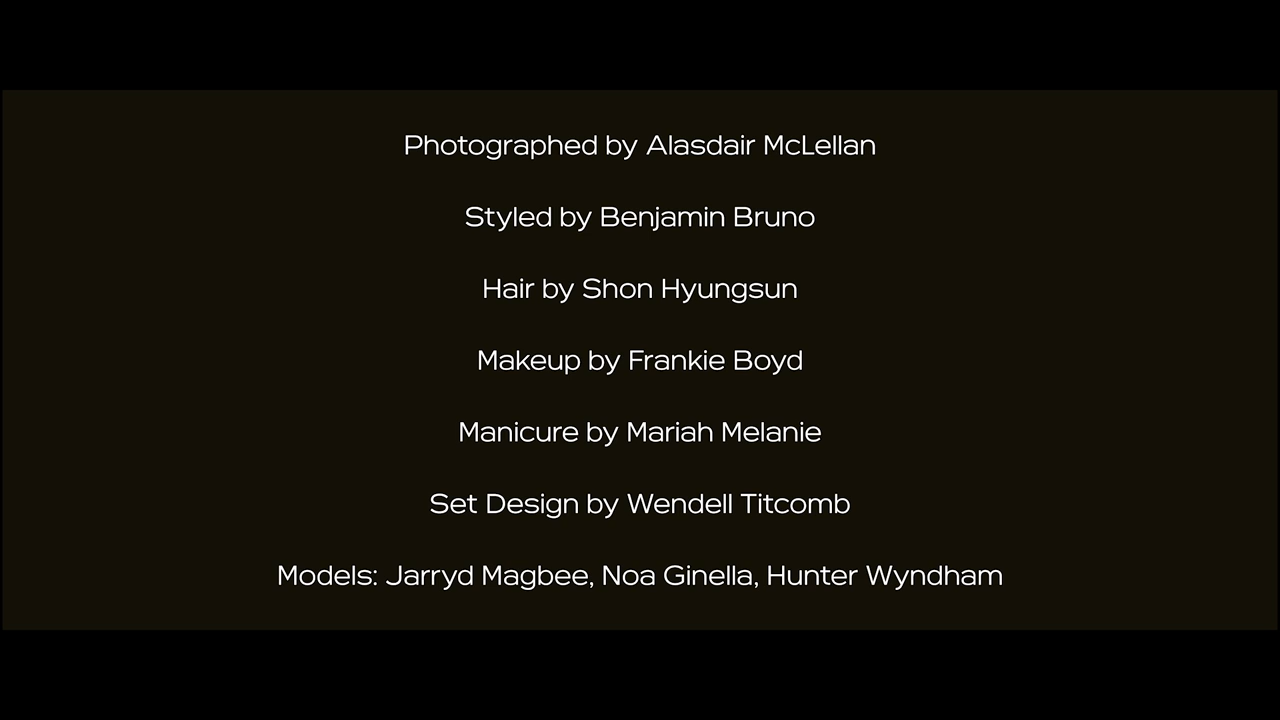 Photographed by Alasdair McLellan
Styled by Benjamin Bruno
Hair by Shon Hyungsun
Makeup by Frankie Boyd
Manicure by Mariah Melanie
Set Design by Wendell Titcomb
Models: Jarryd Magbee, Noa Ginella, Hunter Wyndham